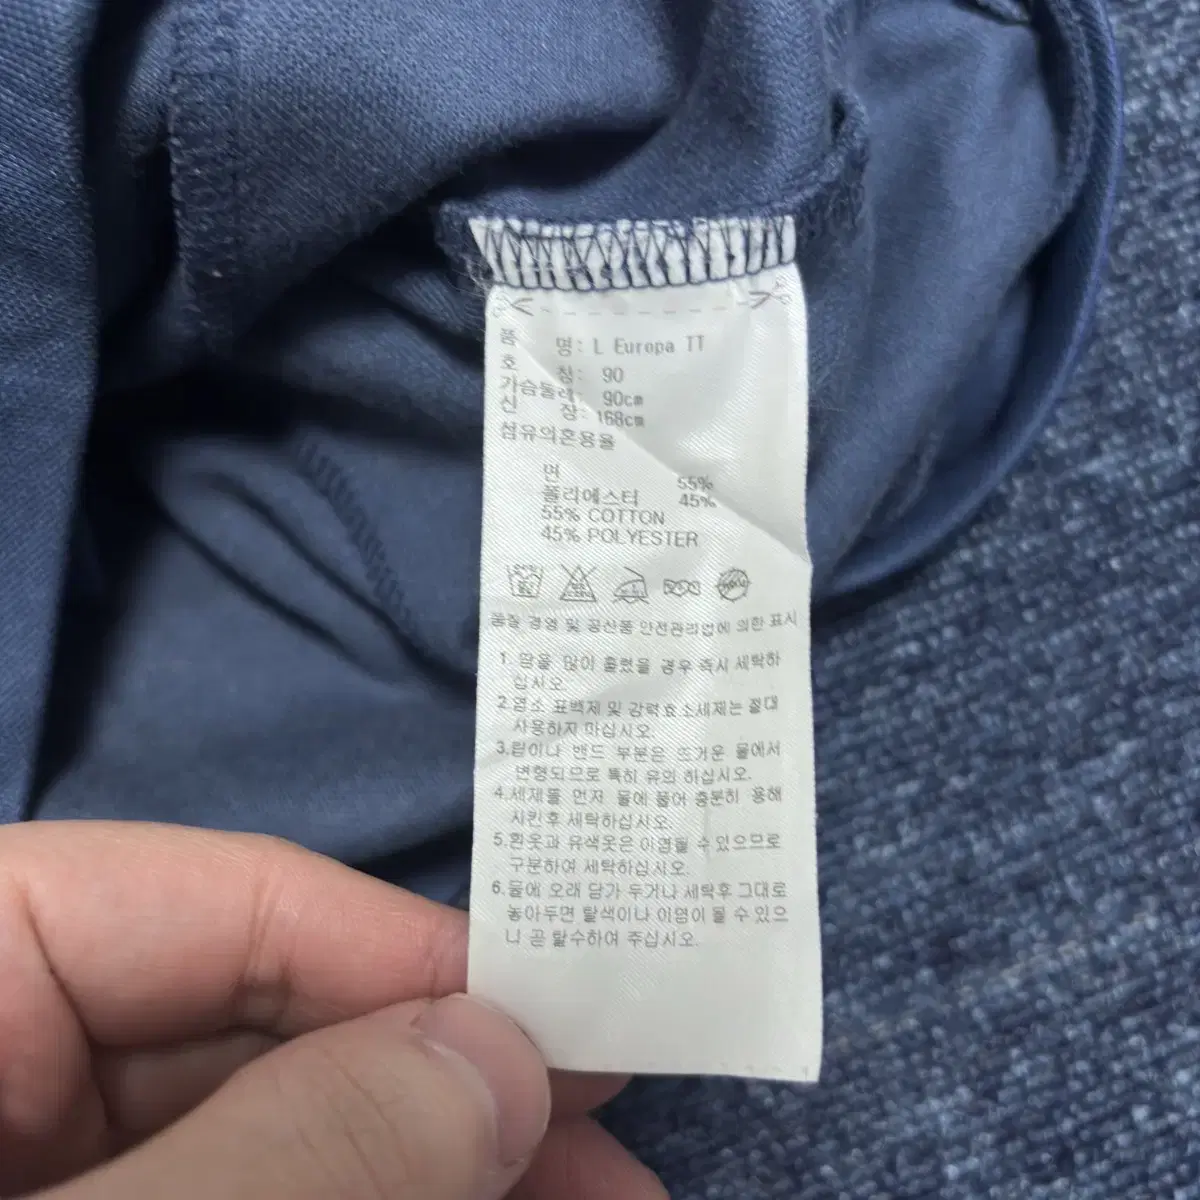 품 명: L Europa TT
호 칭: 90
가슴둘레: 90cm
신 장: 168cm
섬유의혼용율
면 55%
폴리에스터 45%
55% COTTON
45% POLYESTER
품질 경영 및 공산품 안전관리법에 의한 표시
1. 땀을 많이 흘렸을 경우 즉시 세탁하
십시오.
2.염소 표백제 및 강력효소세제는 절대
사용하지 마십시오.
3.립이나 밴드 부분은 뜨거운 물에서
변형되므로 특히 유의 하십시오.
4.세제를 먼저 물에 풀어 충분히 용해
시킨후 세탁하십시오.
5.흰옷과 유색옷은 이염될 수 있으므로
구분하여 세탁하십시오.
6.물에 오래 담가 두거나 세탁후 그대로
놓아두면 탈색이나 이염이 될 수 있으
니 곧 탈수하여 주십시오.